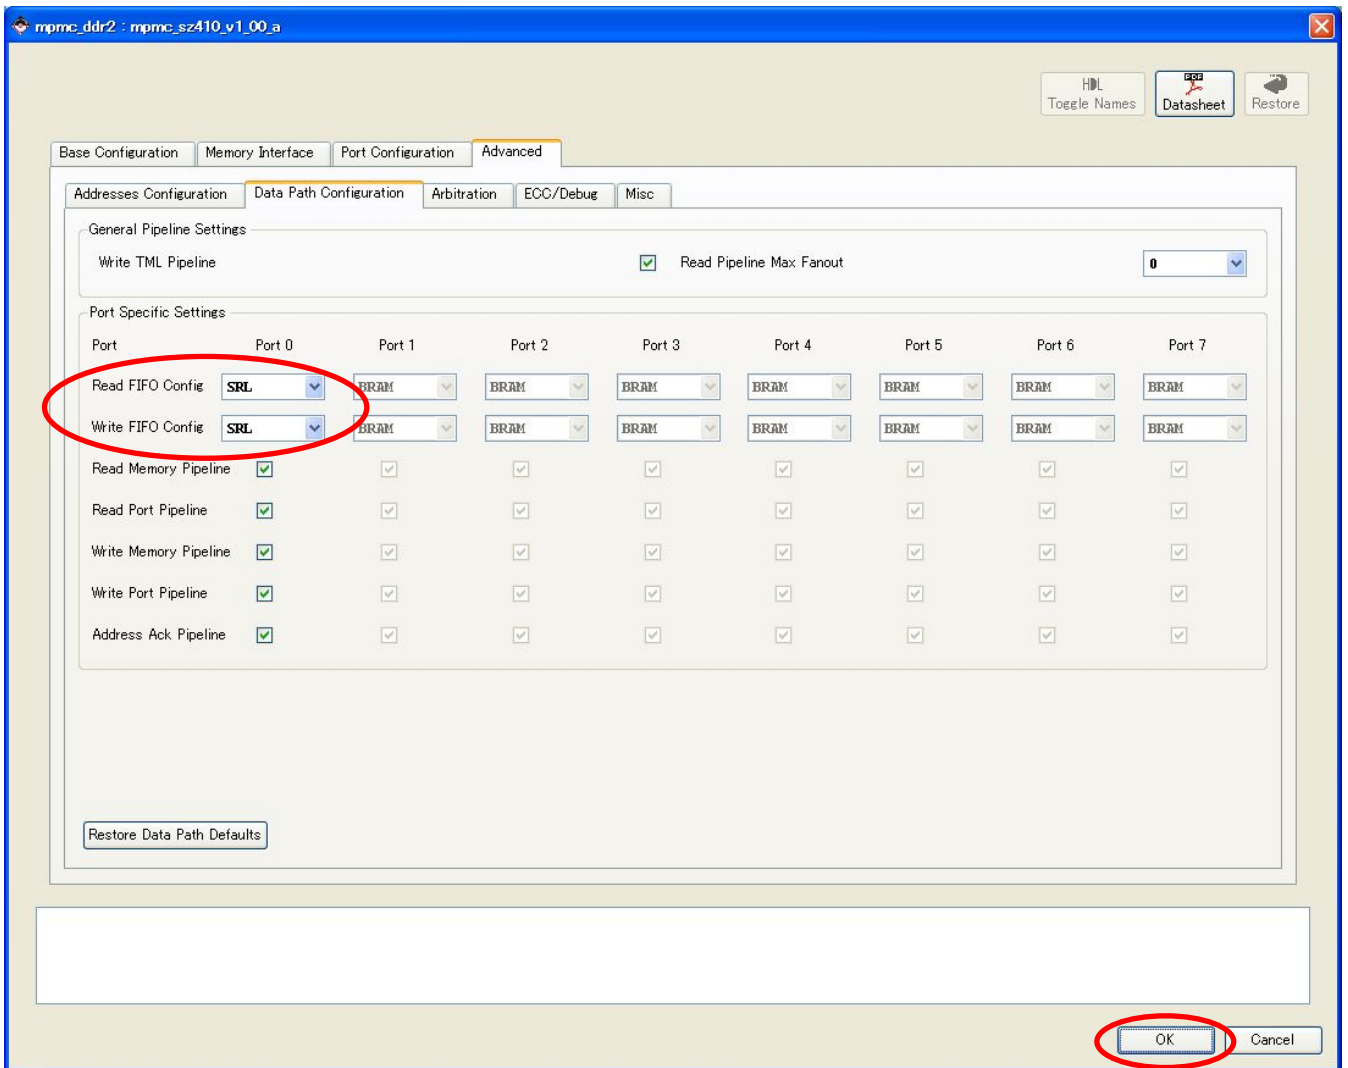 mpmc_ddr2 : mpmc_sz410_v1_00_a
HDL
Toggle Names
PDF
Datasheet
Restore
Base Configuration Memory Interface Port Configuration Advanced
Addresses Configuration Data Path Configuration Arbitration ECC/Debug Misc
General Pipeline Settings
Write TML Pipeline Read Pipeline Max Fanout 0
Port Specific Settings
Port Port 0 Port 1 Port 2 Port 3 Port 4 Port 5 Port 6 Port 7
Read FIFO Config SRL BRAM BRAM BRAM BRAM BRAM BRAM BRAM
Write FIFO Config SRL BRAM BRAM BRAM BRAM BRAM BRAM BRAM
Read Memory Pipeline
Read Port Pipeline
Write Memory Pipeline
Write Port Pipeline
Address Ack Pipeline
Restore Data Path Defaults
OK Cancel